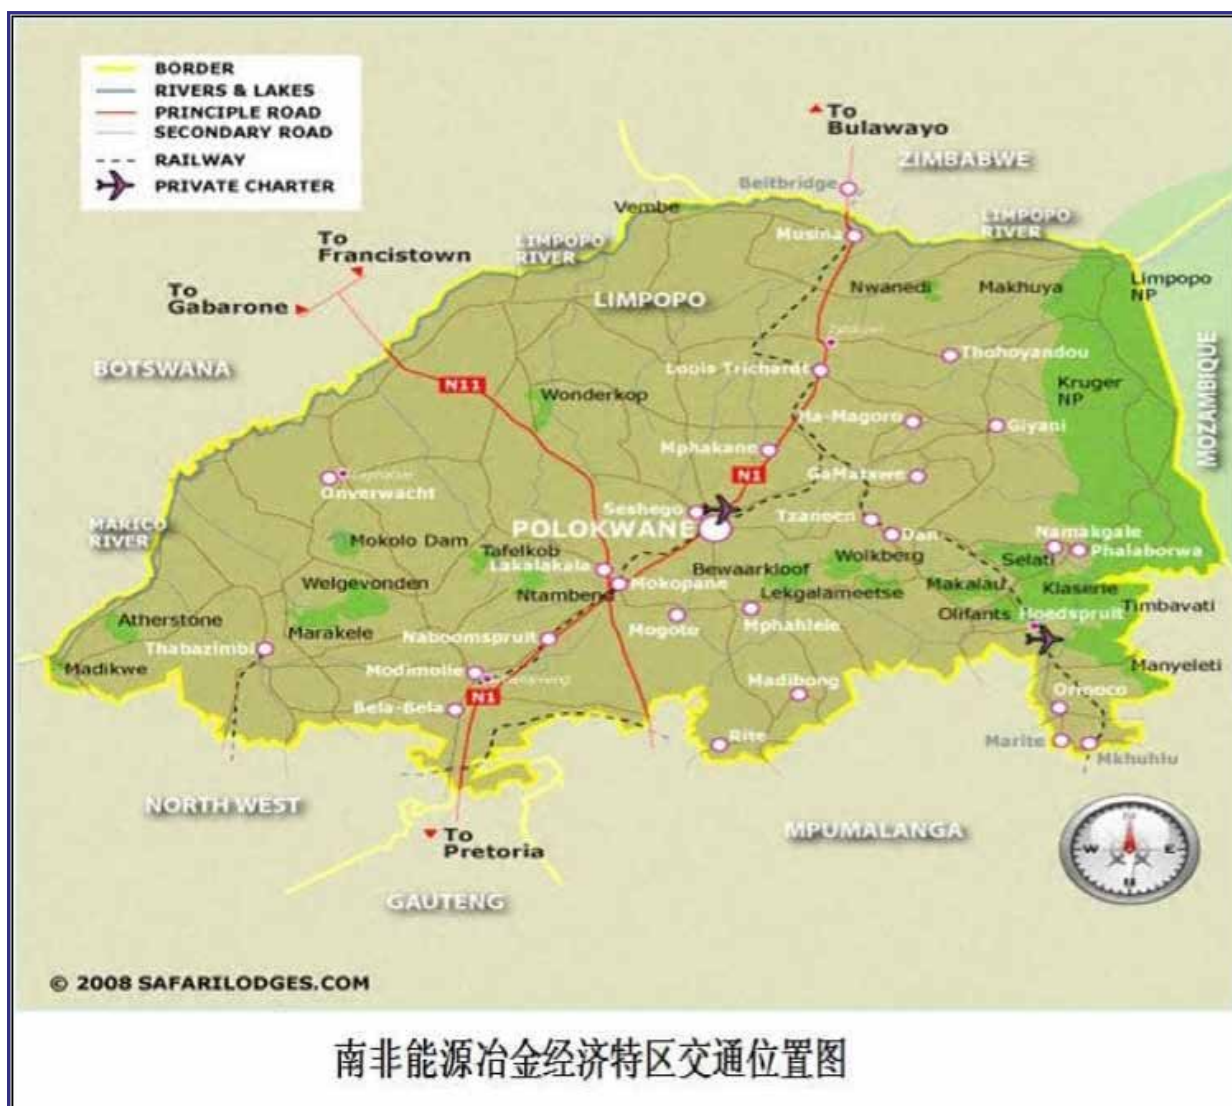 BORDER
RIVERS & LAKES
PRINCIPLE ROAD
SECONDARY ROAD
RAILWAY
PRIVATE CHARTER
To
Bulawayo
ZIMBABWE
Beitbridge
Vembe
Musina
LIMPOPO
RIVER
LIMPOPO
RIVER
To
Francistown
To
Gabarone
LIMPOPO
Nwanedi
Makhuya
Limpopo
NP
BOTSWANA
MOZAMBIQUE
N11
Wonderkop
Louis Trichardt
Thohoyandou
Kruger
NP
Ha-Magoro
Giyani
Mphakane
N1
GaMatswe
Onverwacht
MARICO
RIVER
Seshego
POLOKWANE
Tzaneen
Dan
Mokolo Dam
Tafelkob
Lakalakala
Wolkberg
Namakgale
Selati
Phalaborwa
Bewaarkloof
Welgevonden
Ntambene
Mokopane
Lekgalameetse
Makalau
Klaserie
Atherstone
Marakele
Olifants
Hoedspruit
Timbavati
Thabazimbi
Naboomspruit
Mogoto
Mphahlele
Madikwe
Modimolle
N1
Manyeleti
Bela-Bela
Madibong
Orinoco
Rite
Marite
Mkhuhlu
NORTH WEST
To
Pretoria
MPUMALANGA
GAUTENG
N
W
E
© 2008 SAFARILODGES.COM
南非能源冶金经济特区交通位置图